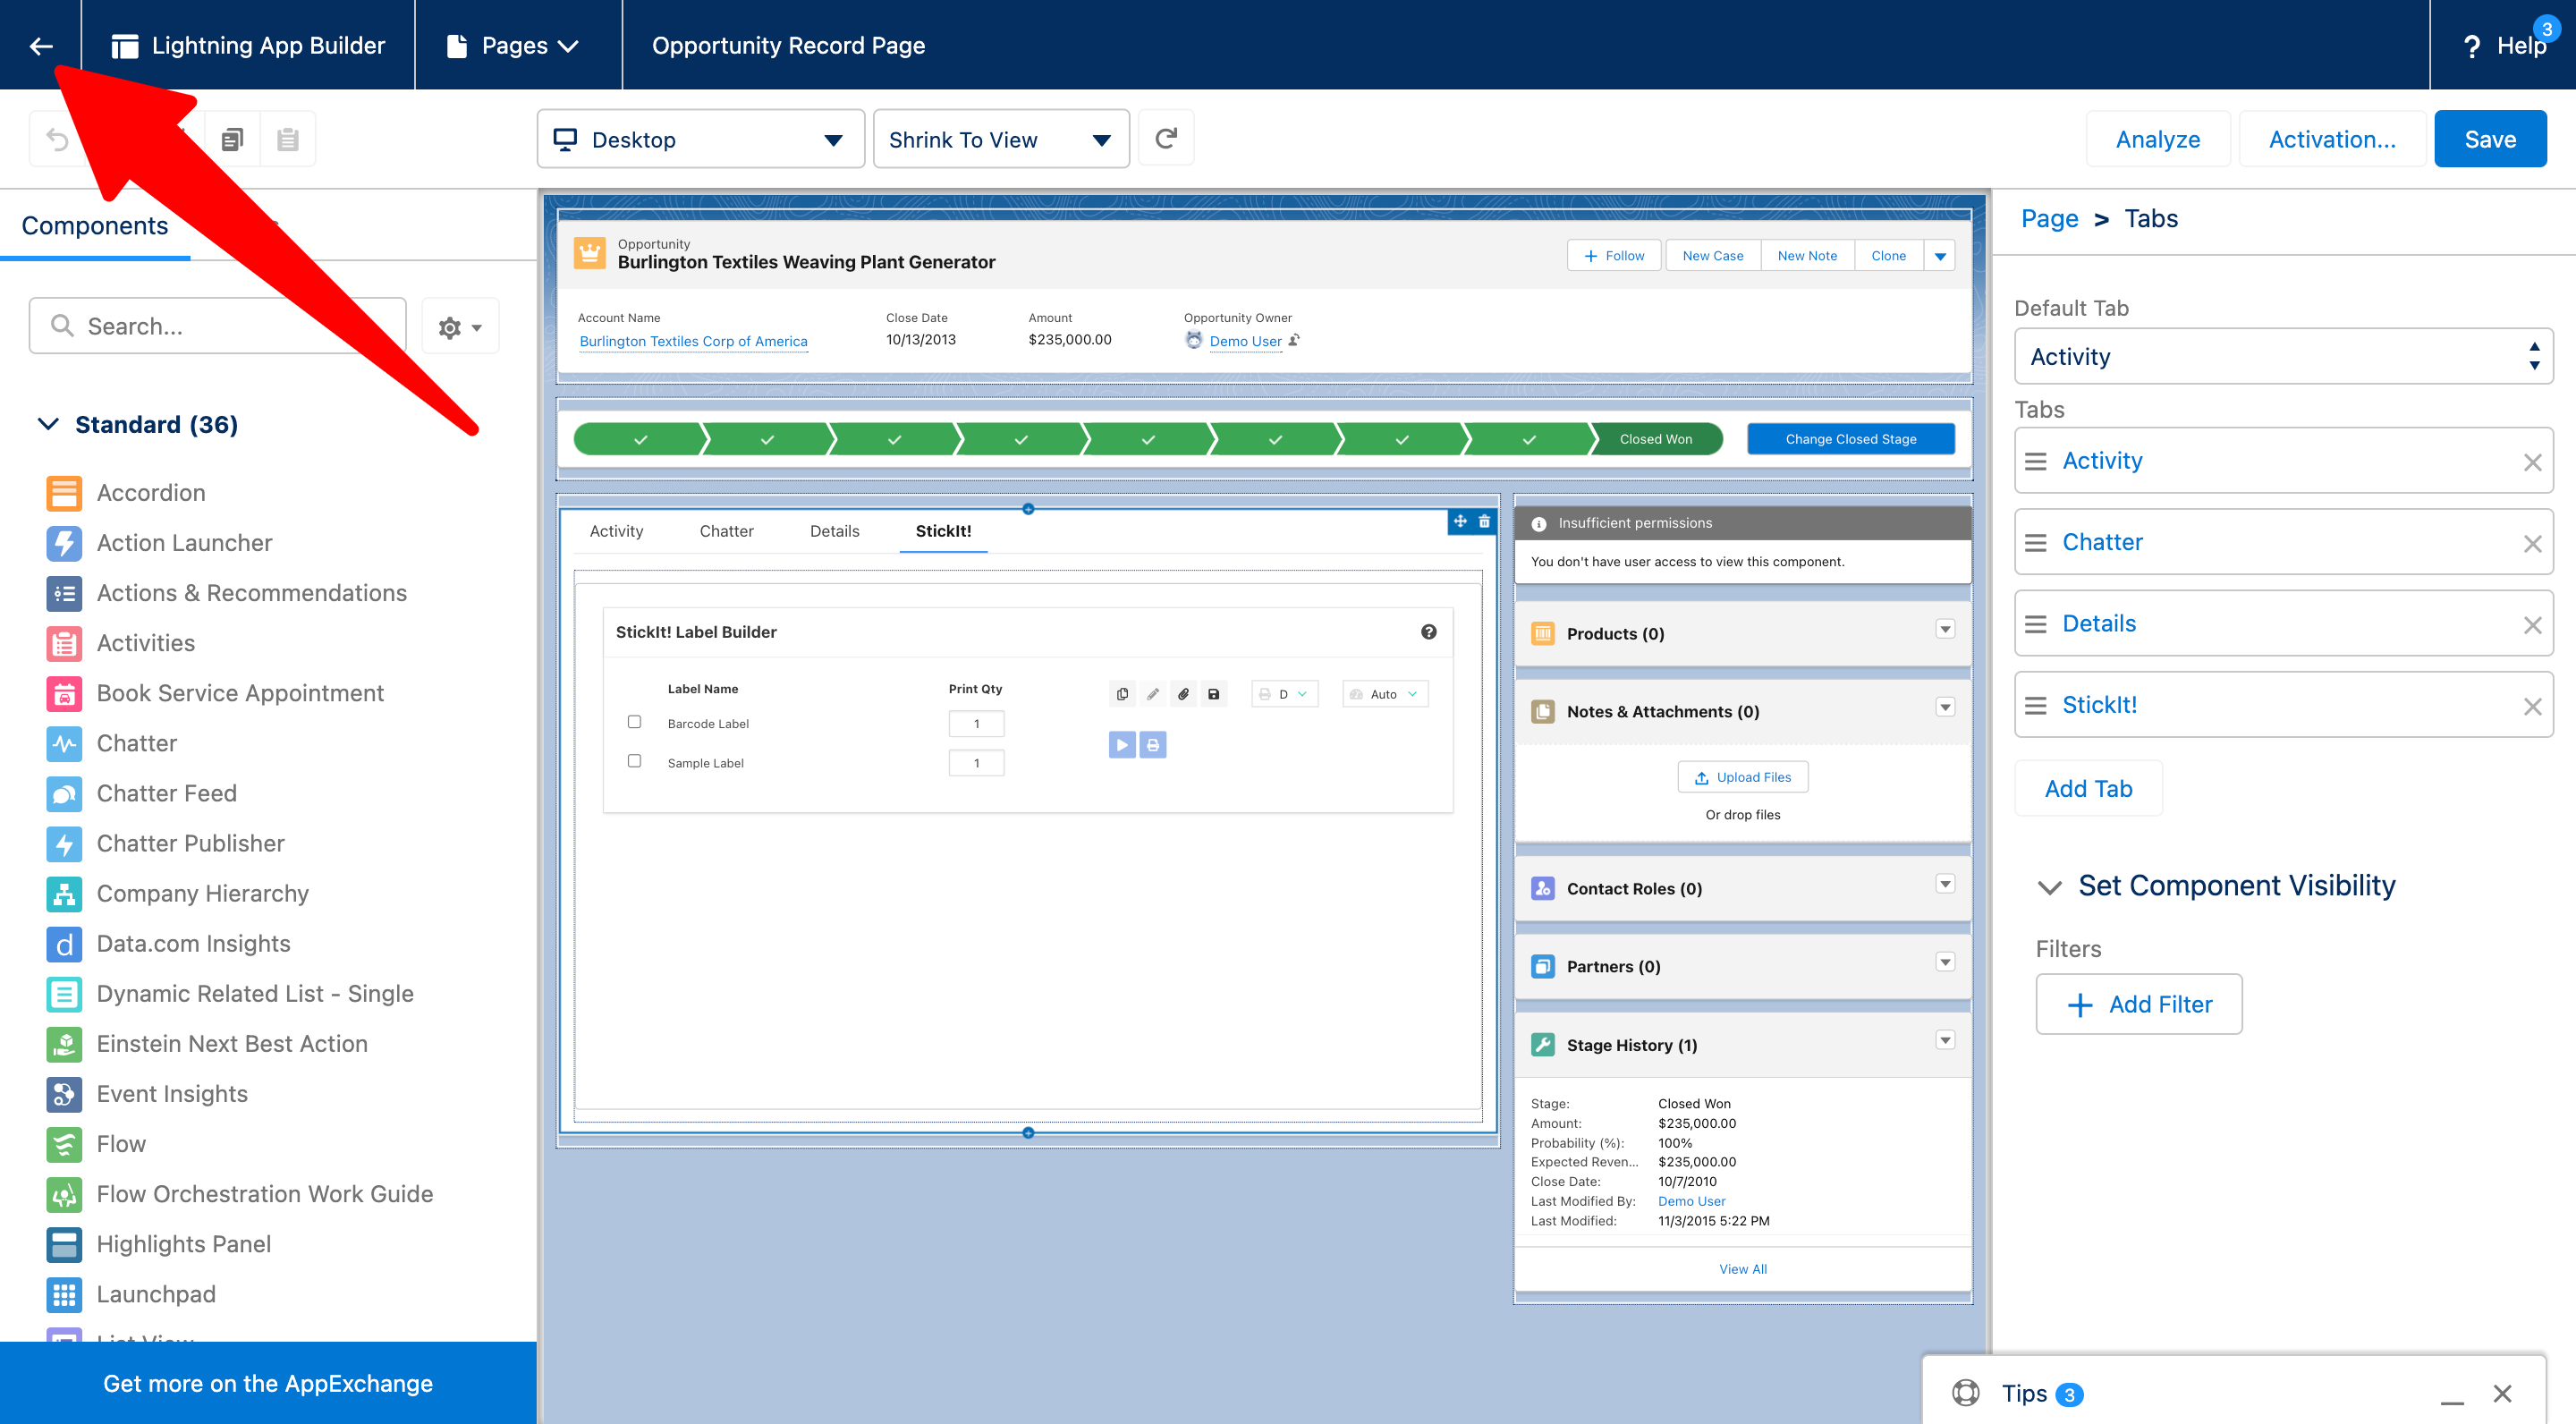 Lightning App Builder
Pages
Opportunity Record Page
? Help
3
Desktop
Shrink To View
Analyze
Activation...
Save
Components
Search...
Standard (36)
Accordion
Action Launcher
Actions & Recommendations
Activities
Book Service Appointment
Chatter
Chatter Feed
Chatter Publisher
Company Hierarchy
d Data.com Insights
Dynamic Related List - Single
Einstein Next Best Action
Event Insights
Flow
Flow Orchestration Work Guide
Highlights Panel
Launchpad
List View
Get more on the AppExchange
Opportunity
Burlington Textiles Weaving Plant Generator
+ Follow
New Case
New Note
Clone
Account Name
Burlington Textiles Corp of America
Close Date
10/13/2013
Amount
$235,000.00
Opportunity Owner
Demo User
Closed Won
Change Closed Stage
Activity
Chatter
Details
StickIt!
StickIt! Label Builder
?
Label Name
Print Qty
D
Auto
Barcode Label
1
Sample Label
1
Insufficient permissions
You don't have user access to view this component.
Products (0)
Notes & Attachments (0)
Upload Files
Or drop files
Contact Roles (0)
Partners (0)
Stage History (1)
Stage: Closed Won
Amount: $235,000.00
Probability (%): 100%
Expected Reven... $235,000.00
Close Date: 10/7/2010
Last Modified By: Demo User
Last Modified: 11/3/2015 5:22 PM
View All
Page > Tabs
Default Tab
Activity
Tabs
Activity
Chatter
Details
StickIt!
Add Tab
Set Component Visibility
Filters
+ Add Filter
Tips 3